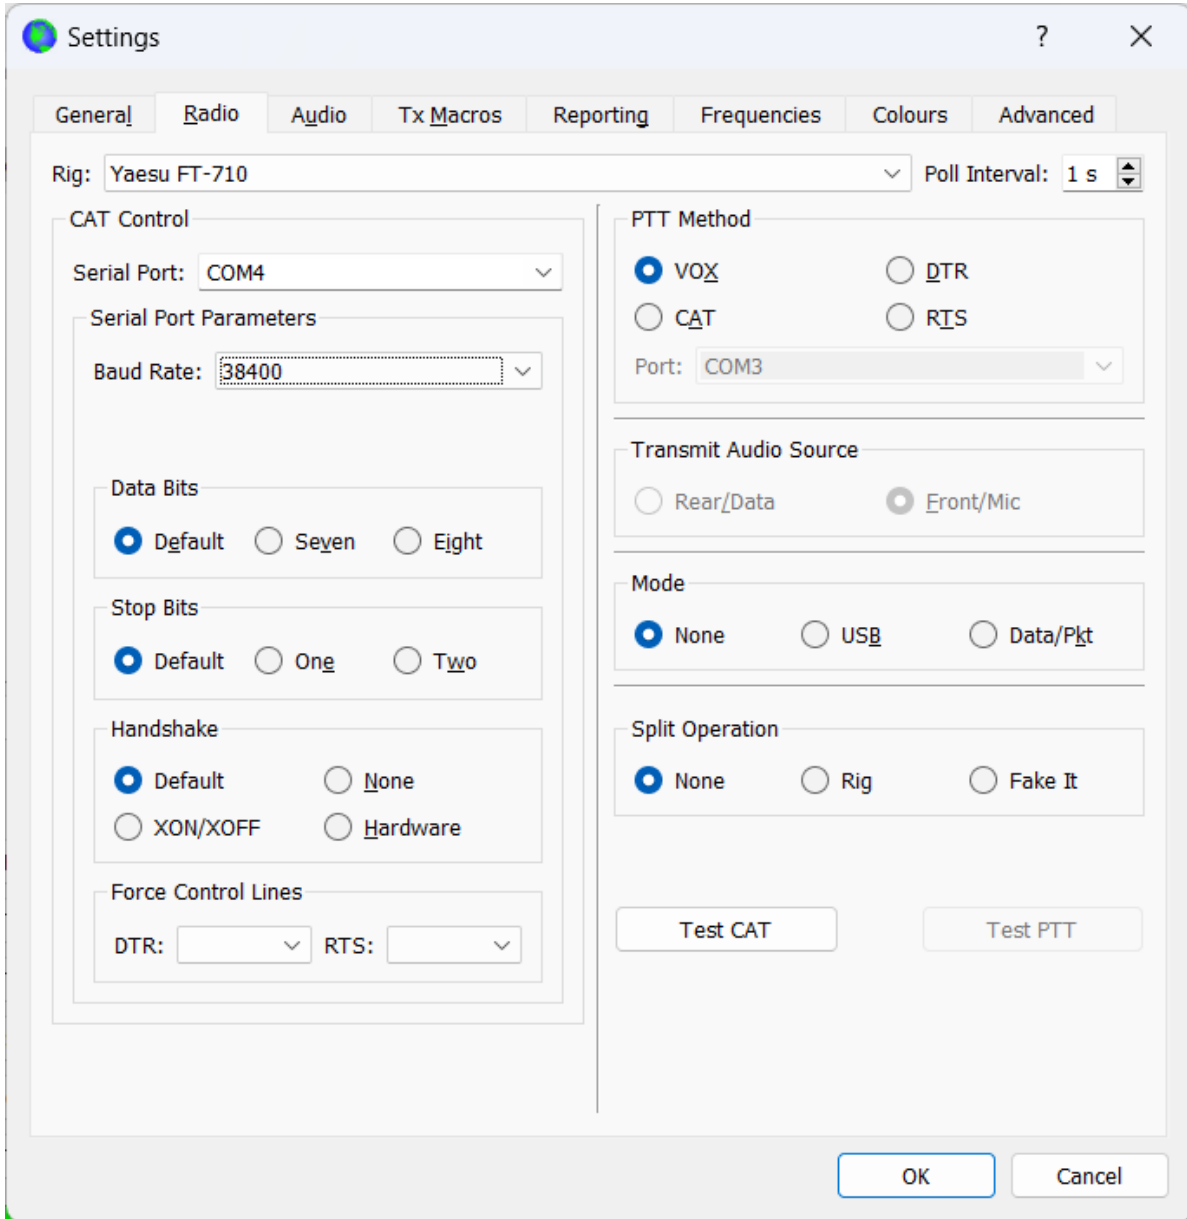 Settings
?
General Radio Audio Tx Macros Reporting Frequencies Colours Advanced
Rig: Yaesu FT-710 Poll Interval: 1 s
CAT Control
Serial Port: COM4
Serial Port Parameters
Baud Rate: 38400
Data Bits
Default Seven Eight
Stop Bits
Default One Two
Handshake
Default None
XON/XOFF Hardware
Force Control Lines
DTR: RTS:
PTT Method
VOX DTR
CAT RTS
Port: COM3
Transmit Audio Source
Rear/Data Front/Mic
Mode
None USB Data/Pkt
Split Operation
None Rig Fake It
Test CAT Test PTT
OK Cancel